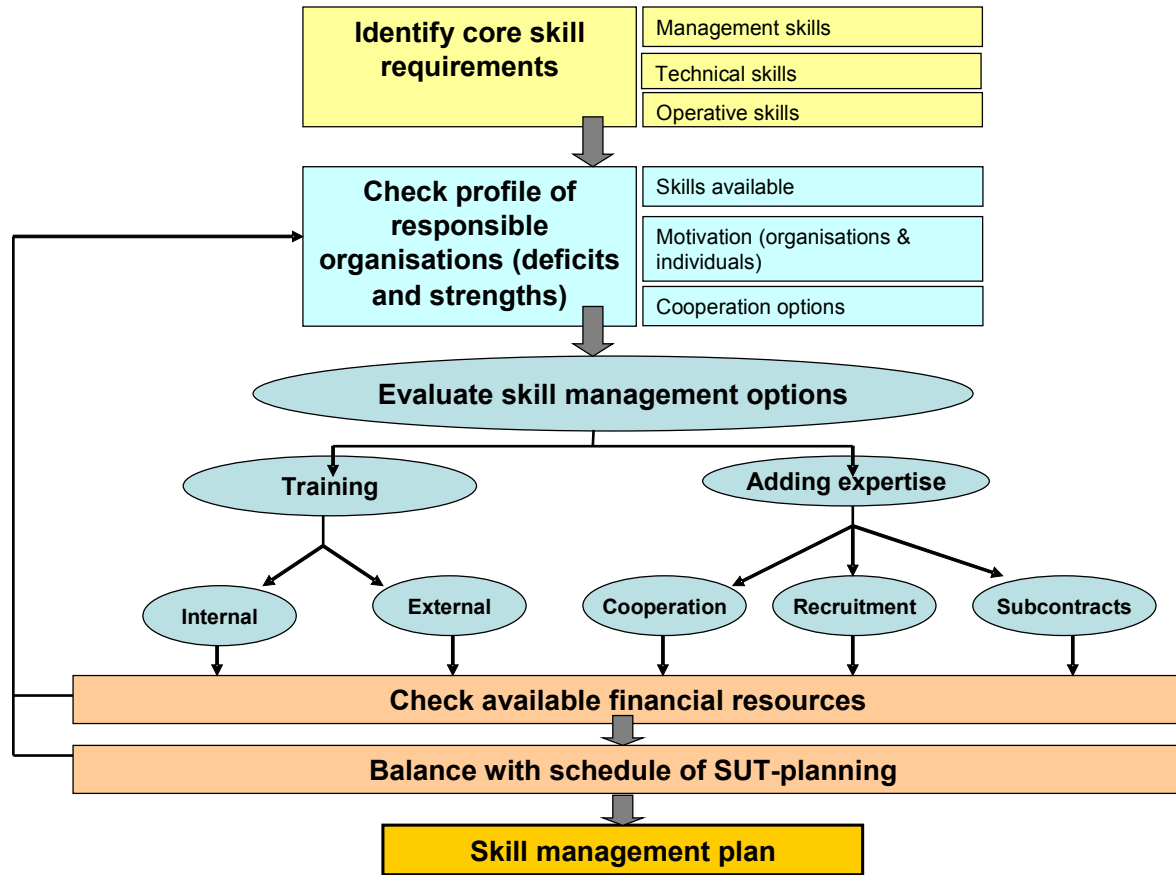 Identify core skill
requirements
Management skills
Technical skills
Operative skills
Check profile of
responsible
organisations (deficits
and strengths)
Skills available
Motivation (organisations &
individuals)
Cooperation options
Evaluate skill management options
Training
Adding expertise
Internal
External
Cooperation
Recruitment
Subcontracts
Check available financial resources
Balance with schedule of SUT-planning
Skill management plan